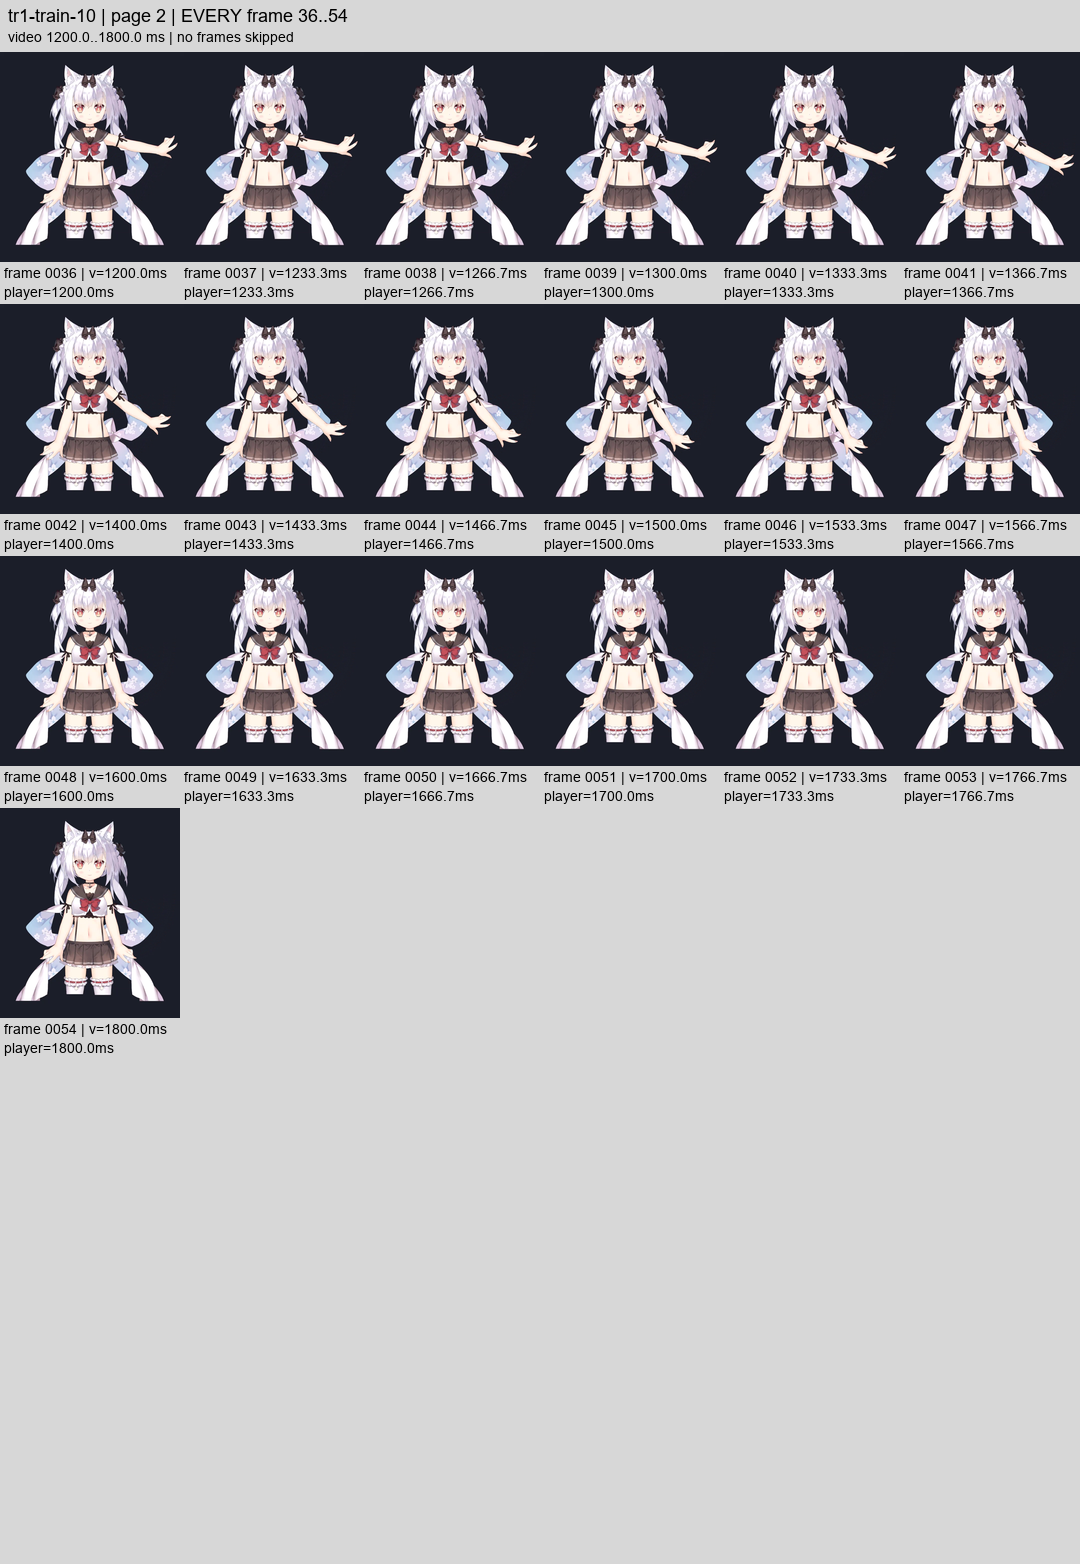 tr1-train-10 | page 2 | EVERY frame 36..54
video 1200.0..1800.0 ms | no frames skipped
frame 0036 | v=1200.0ms
player=1200.0ms
frame 0037 | v=1233.3ms
player=1233.3ms
frame 0038 | v=1266.7ms
player=1266.7ms
frame 0039 | v=1300.0ms
player=1300.0ms
frame 0040 | v=1333.3ms
player=1333.3ms
frame 0041 | v=1366.7ms
player=1366.7ms
frame 0042 | v=1400.0ms
player=1400.0ms
frame 0043 | v=1433.3ms
player=1433.3ms
frame 0044 | v=1466.7ms
player=1466.7ms
frame 0045 | v=1500.0ms
player=1500.0ms
frame 0046 | v=1533.3ms
player=1533.3ms
frame 0047 | v=1566.7ms
player=1566.7ms
frame 0048 | v=1600.0ms
player=1600.0ms
frame 0049 | v=1633.3ms
player=1633.3ms
frame 0050 | v=1666.7ms
player=1666.7ms
frame 0051 | v=1700.0ms
player=1700.0ms
frame 0052 | v=1733.3ms
player=1733.3ms
frame 0053 | v=1766.7ms
player=1766.7ms
frame 0054 | v=1800.0ms
player=1800.0ms